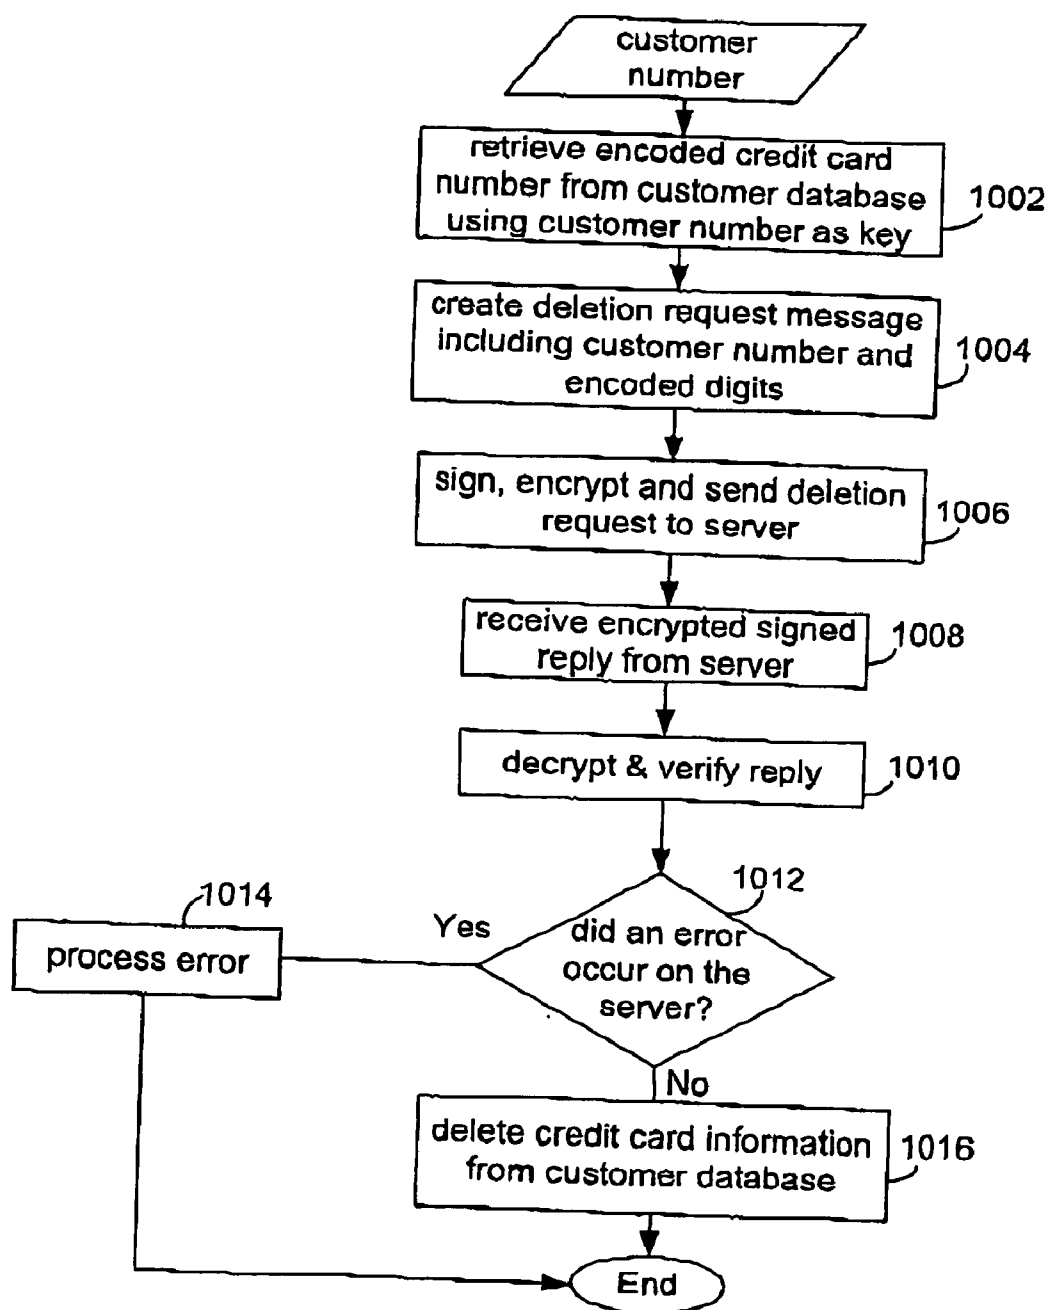 customer
number
retrieve encoded credit card
number from customer database
using customer number as key
1002
create deletion request message
including customer number and
encoded digits
1004
sign, encrypt and send deletion
request to server
1006
receive encrypted signed
reply from server
1008
decrypt & verify reply
1010
1012
did an error
occur on the
server?
Yes
1014
process error
No
delete credit card information
from customer database
1016
End